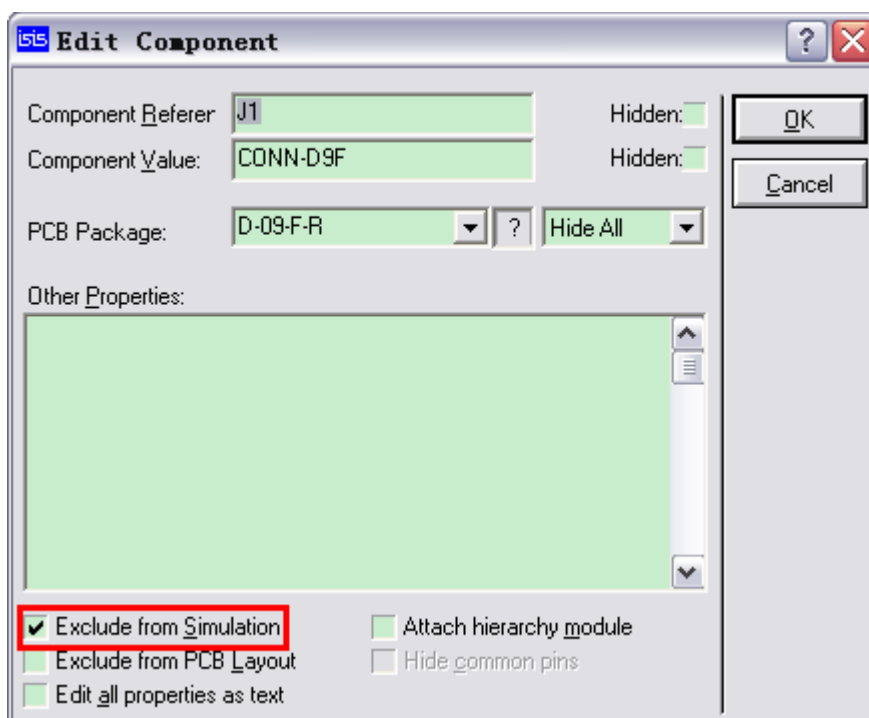 isis Edit Component
Component Referer J1 Hidden: OK
Component Value: CONN-D9F Hidden:
Cancel
PCB Package: D-09-F-R ? Hide All
Other Properties:
Exclude from Simulation Attach hierarchy module
Exclude from PCB Layout Hide common pins
Edit all properties as text